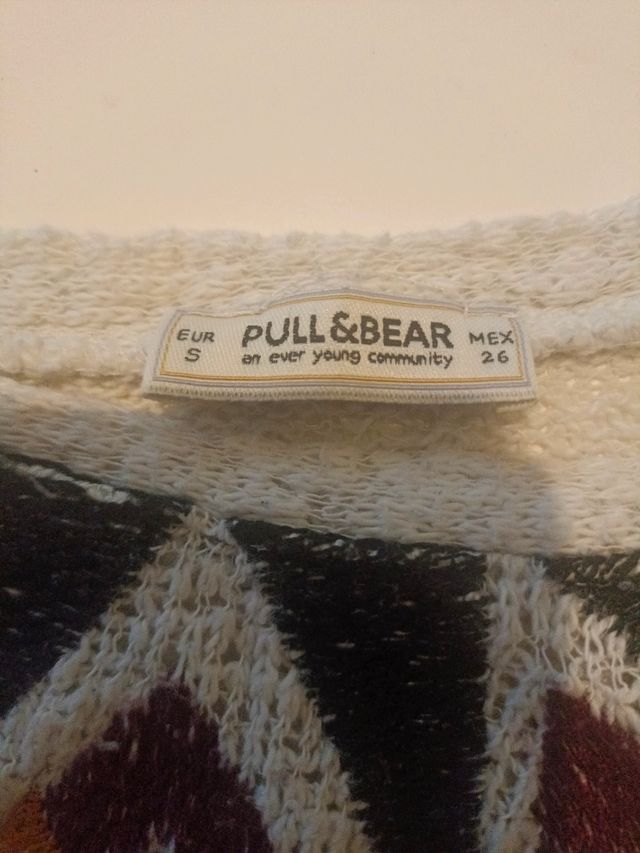 EUR
S
PULL&BEAR
an ever young community
MEX
26